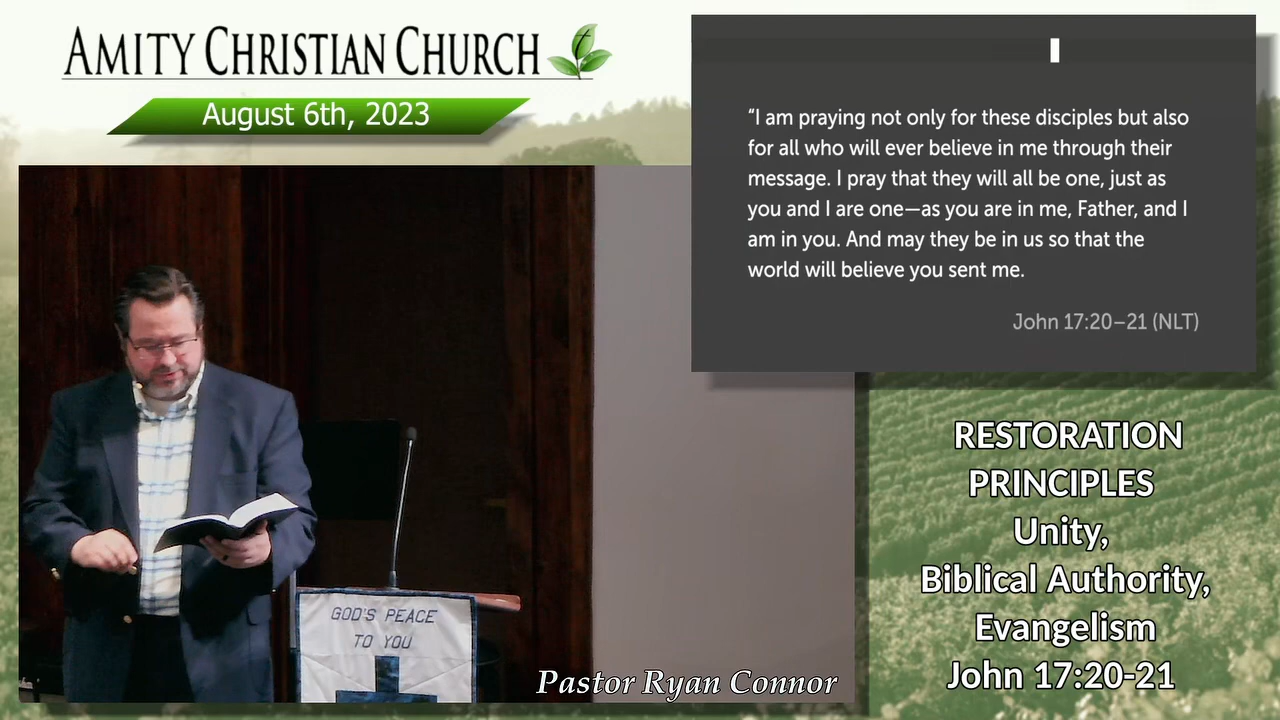 AMITY CHRISTIAN CHURCH
August 6th, 2023
“I am praying not only for these disciples but also
for all who will ever believe in me through their
message. I pray that they will all be one, just as
you and I are one—as you are in me, Father, and I
am in you. And may they be in us so that the
world will believe you sent me.
John 17:20–21 (NLT)
RESTORATION
PRINCIPLES
Unity,
Biblical Authority,
Evangelism
John 17:20-21
GOD'S PEACE
TO YOU
Pastor Ryan Connor